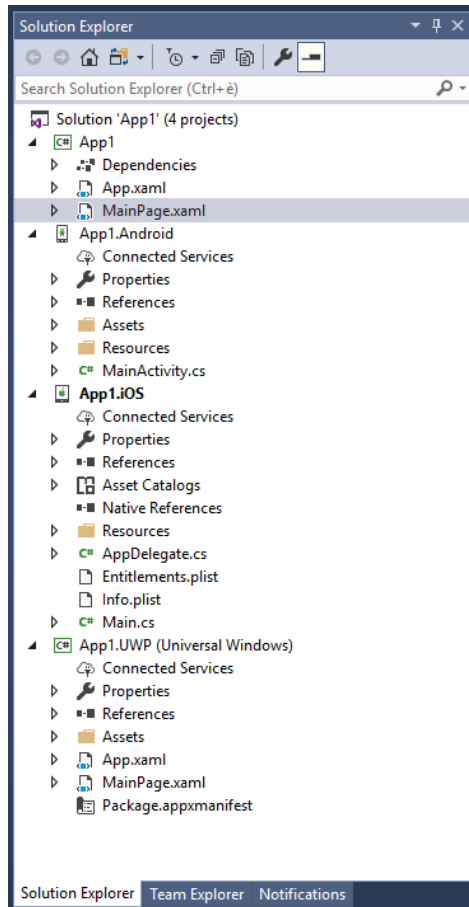 Solution Explorer
Search Solution Explorer (Ctrl+è)
Solution 'App1' (4 projects)
C# App1
Dependencies
App.xaml
MainPage.xaml
App1.Android
Connected Services
Properties
References
Assets
Resources
C# MainActivity.cs
App1.iOS
Connected Services
Properties
References
Asset Catalogs
Native References
Resources
C# AppDelegate.cs
Entitlements.plist
Info.plist
C# Main.cs
C# App1.UWP (Universal Windows)
Connected Services
Properties
References
Assets
App.xaml
MainPage.xaml
Package.appxmanifest
Solution Explorer Team Explorer Notifications